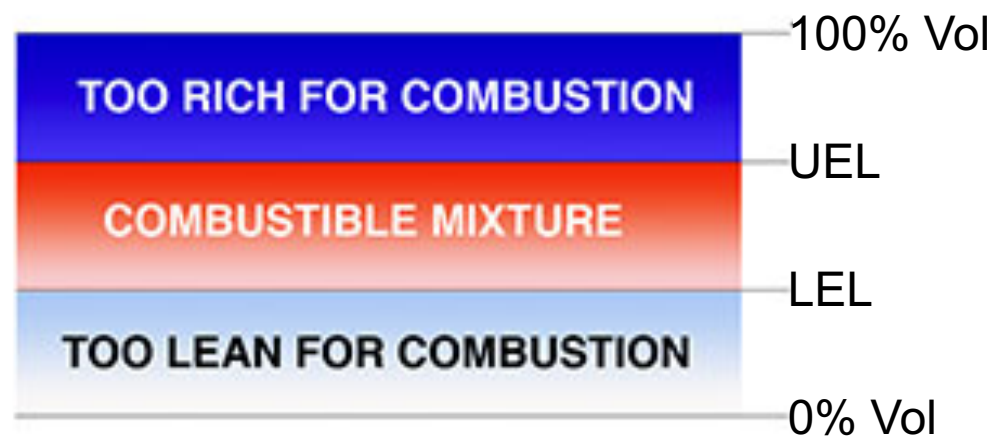 100% Vol
TOO RICH FOR COMBUSTION
UEL
COMBUSTIBLE MIXTURE
LEL
TOO LEAN FOR COMBUSTION
0% Vol